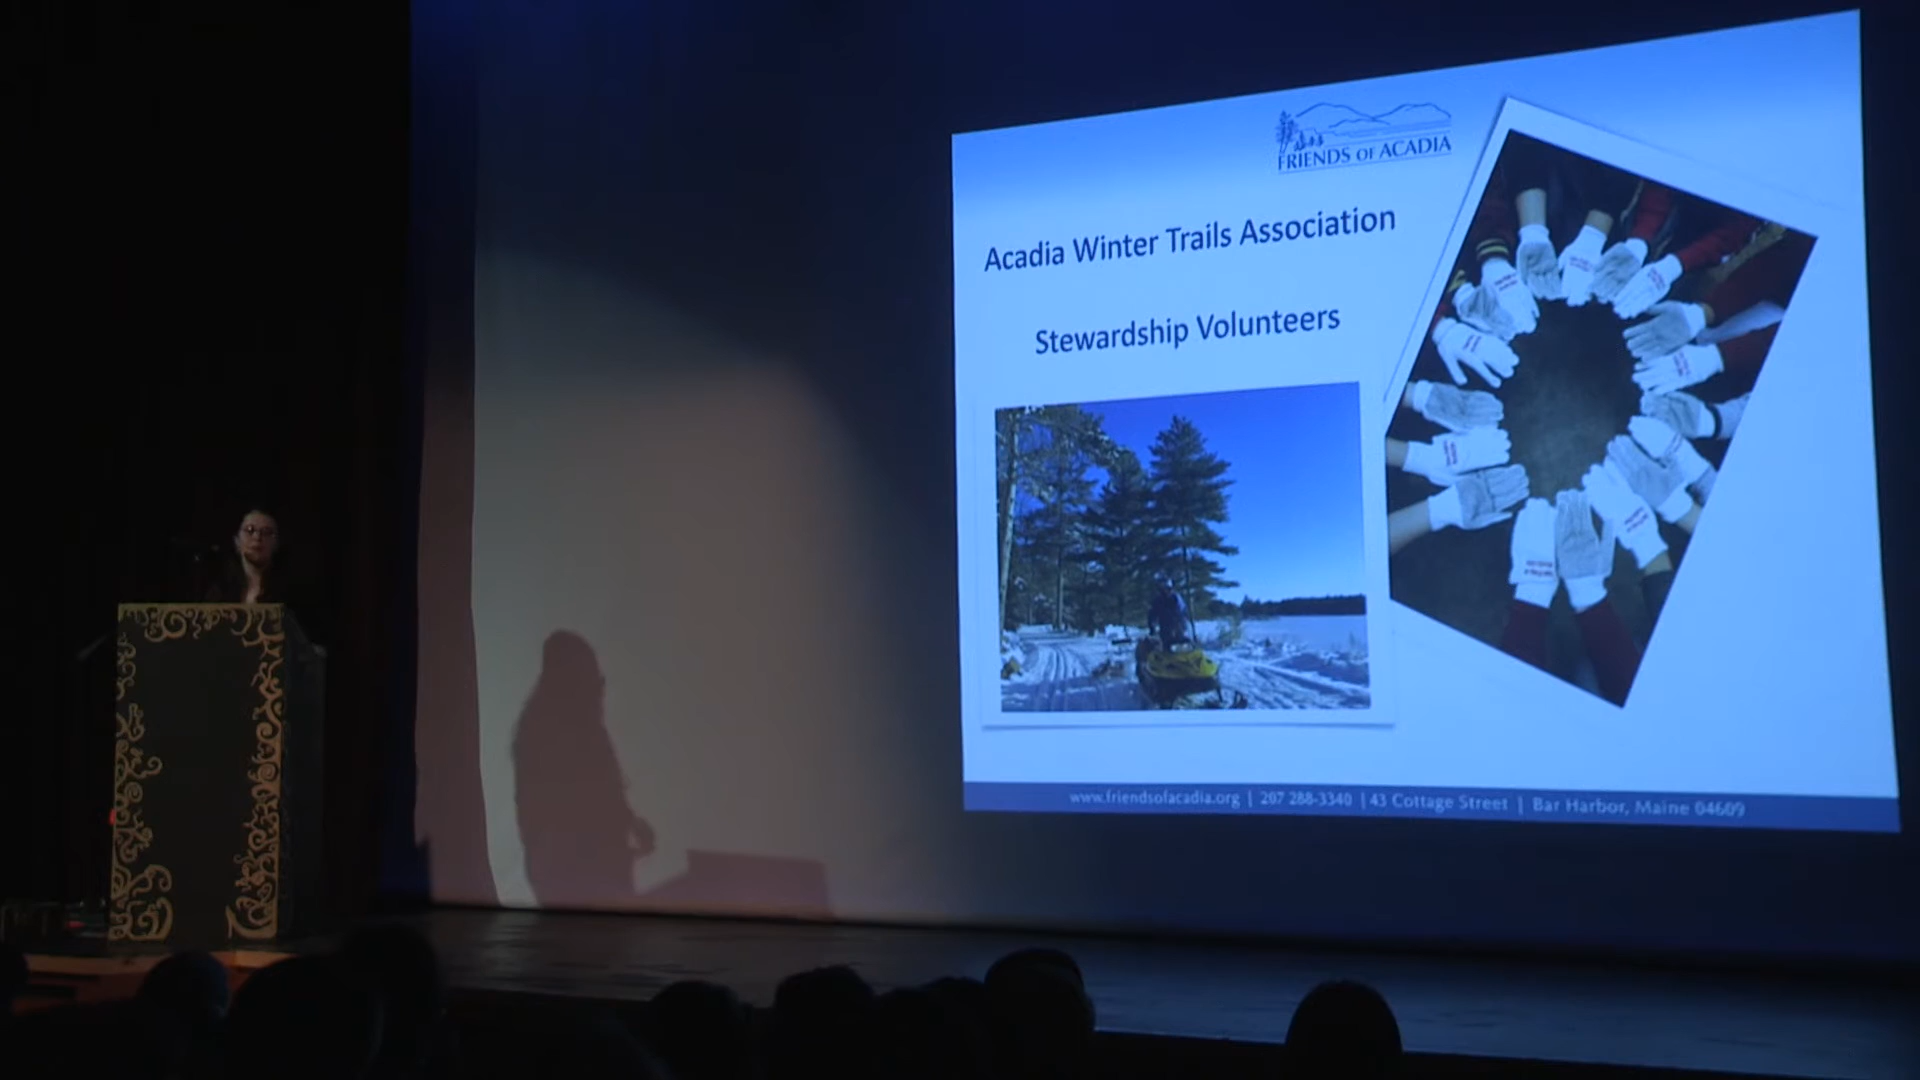 FRIENDS OF ACADIA
Acadia Winter Trails Association
Stewardship Volunteers
www.friendsofacadia.org | 207 288-3340 | 43 Cottage Street | Bar Harbor, Maine 04609